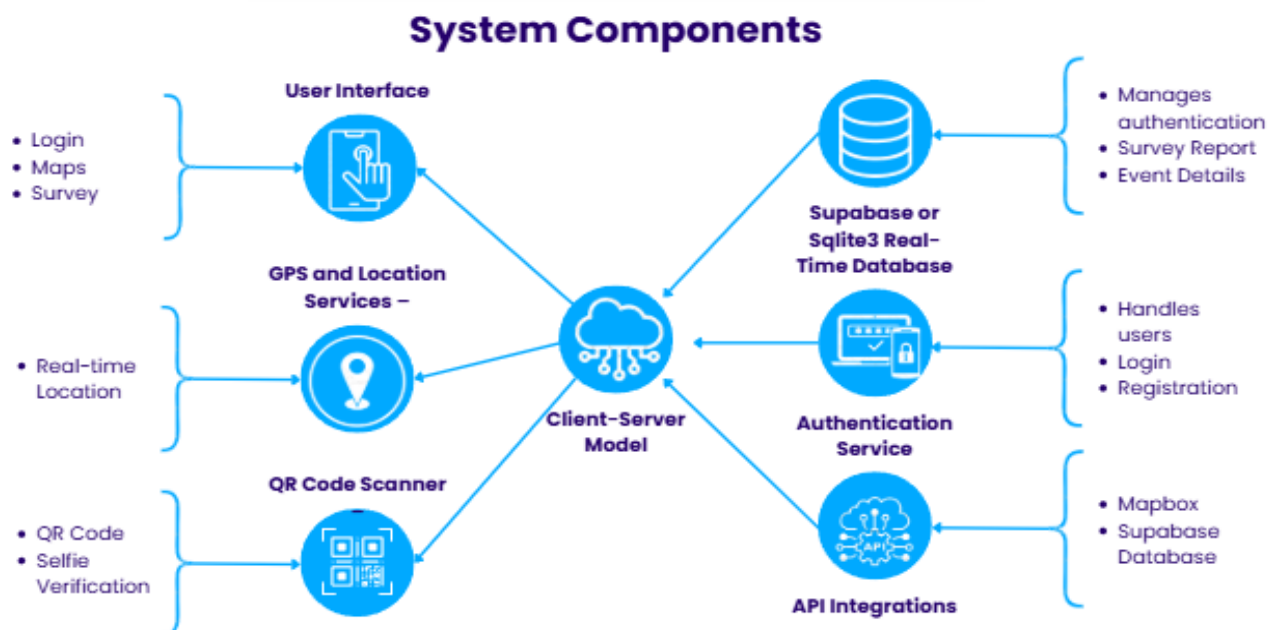 System Components
User Interface
• Login
• Maps
• Survey
GPS and Location
Services –
• Real-time
Location
QR Code Scanner
–
• QR Code
• Selfie
Verification
Client-Server
Model
• Manages
authentication
• Survey Report
• Event Details
Supabase or
Sqlite3 Real-
Time Database
• Handles
users
• Login
• Registration
Authentication
Service
• Mapbox
• Supabase
Database
API
API Integrations